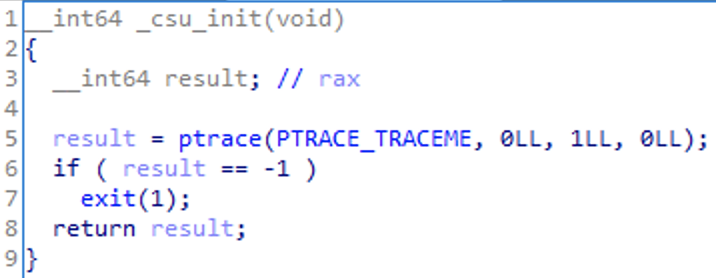 1 __int64 _csu_init(void)
2 {
3   __int64 result; // rax
4
5   result = ptrace(PTRACE_TRACEME, 0LL, 1LL, 0LL);
6   if ( result == -1 )
7     exit(1);
8   return result;
9 }